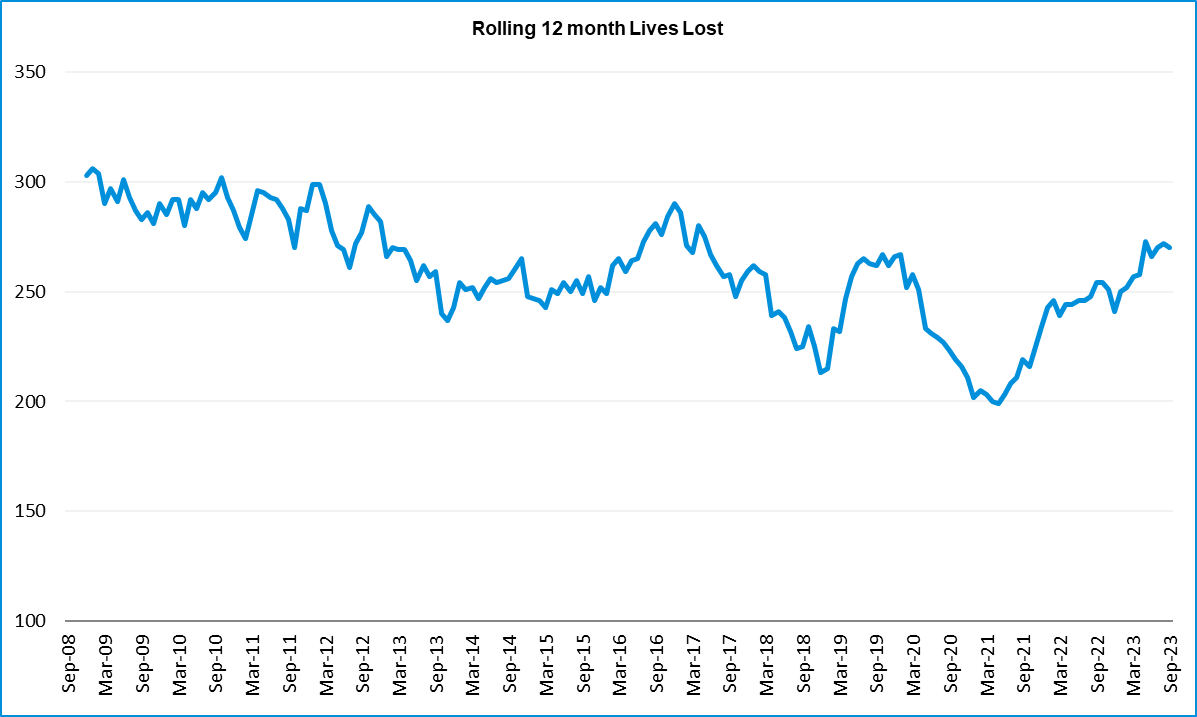 Rolling 12 month Lives Lost
350
300
250
200
150
100
Sep-08
Mar-09
Sep-09
Mar-10
Sep-10
Mar-11
Sep-11
Mar-12
Sep-12
Mar-13
Sep-13
Mar-14
Sep-14
Mar-15
Sep-15
Mar-16
Sep-16
Mar-17
Sep-17
Mar-18
Sep-18
Mar-19
Sep-19
Mar-20
Sep-20
Mar-21
Sep-21
Mar-22
Sep-22
Mar-23
Sep-23